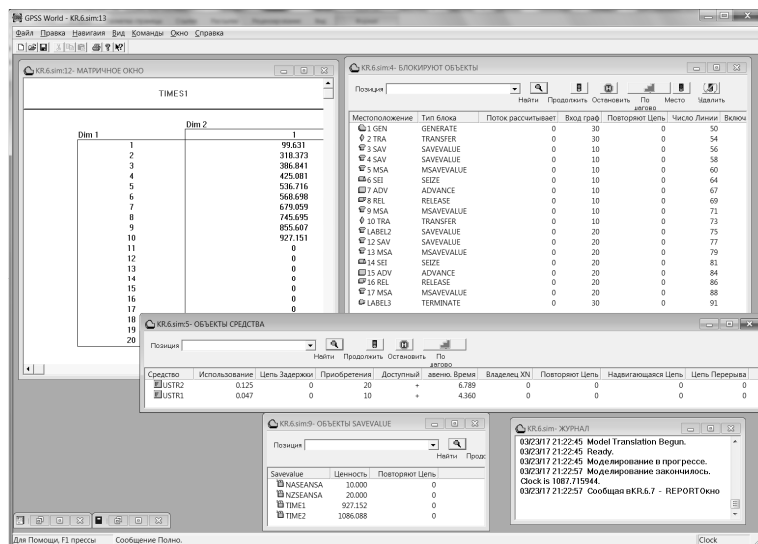 GPSS World - KR.6.sim:13
Файл Правка Навигаия Вид Команды Окно Справка
KR.6.sim:12- МАТРИЧНОЕ ОКНО
TIMES1
Dim 2
Dim 1 1
1 99.631
2 318.373
3 386.841
4 425.081
5 536.716
6 568.698
7 679.059
8 745.695
9 855.607
10 927.151
11 0
12 0
13 0
14 0
15 0
16 0
17 0
18
19
20
KR.6.sim:4- БЛОКИРУЮТ ОБЪЕКТЫ
Позиция
Найти Продолжить Остановить По Место Удалить
Местоположение Тип блока Поток рассчитывает Вход граф Повторяют Цепь Число Линии Включ
1 GEN GENERATE 0 30 0 50
2 TRA TRANSFER 0 30 0 54
3 SAV SAVEVALUE 0 10 0 56
4 SAV SAVEVALUE 0 10 0 58
5 MSA MSAVEVALUE 0 10 0 60
6 SEI SEIZE 0 10 0 64
7 ADV ADVANCE 0 10 0 67
8 REL RELEASE 0 10 0 69
9 MSA MSAVEVALUE 0 10 0 71
10 TRA TRANSFER 0 10 0 73
LABEL2 SAVEVALUE 0 20 0 75
12 SAV SAVEVALUE 0 20 0 77
13 MSA MSAVEVALUE 0 20 0 79
14 SEI SEIZE 0 20 0 81
15 ADV ADVANCE 0 20 0 84
16 REL RELEASE 0 20 0 86
17 MSA MSAVEVALUE 0 20 0 88
LABEL3 TERMINATE 0 30 0 91
KR.6.sim:5- ОБЪЕКТЫ СРЕДСТВА
Позиция
Найти Продолжить Остановить По
Средство Использование Цепь Задержки Приобретения Доступный авеню. Время Владелец XN Повторяют Цепь Надвигающаяся Цепь Цепь Перерыва
USTR2 0.125 0 20 + 6.789 0 0 0 0
USTR1 0.047 0 10 + 4.360 0 0 0 0
KR.6.sim:9- ОБЪЕКТЫ SAVEVALUE
Позиция
Найти Продс
Savevalue Ценность Повторяют Цепь
NASEANSA 10.000 0
NZSEANSA 20.000 0
TIME1 927.152 0
TIME2 1086.088 0
KR.6.sim- ЖУРНАЛ
03/23/17 21:22:45 Model Translation Begun.
03/23/17 21:22:45 Ready.
03/23/17 21:22:45 Моделирование в прогрессе.
03/23/17 21:22:57 Моделирование закончилось.
Clock is 1087.715944.
03/23/17 21:22:57 Сообщая вKR.6.7 - REPORTОкно
Для Помощи, F1 прессы Сообщение Полно. Clock